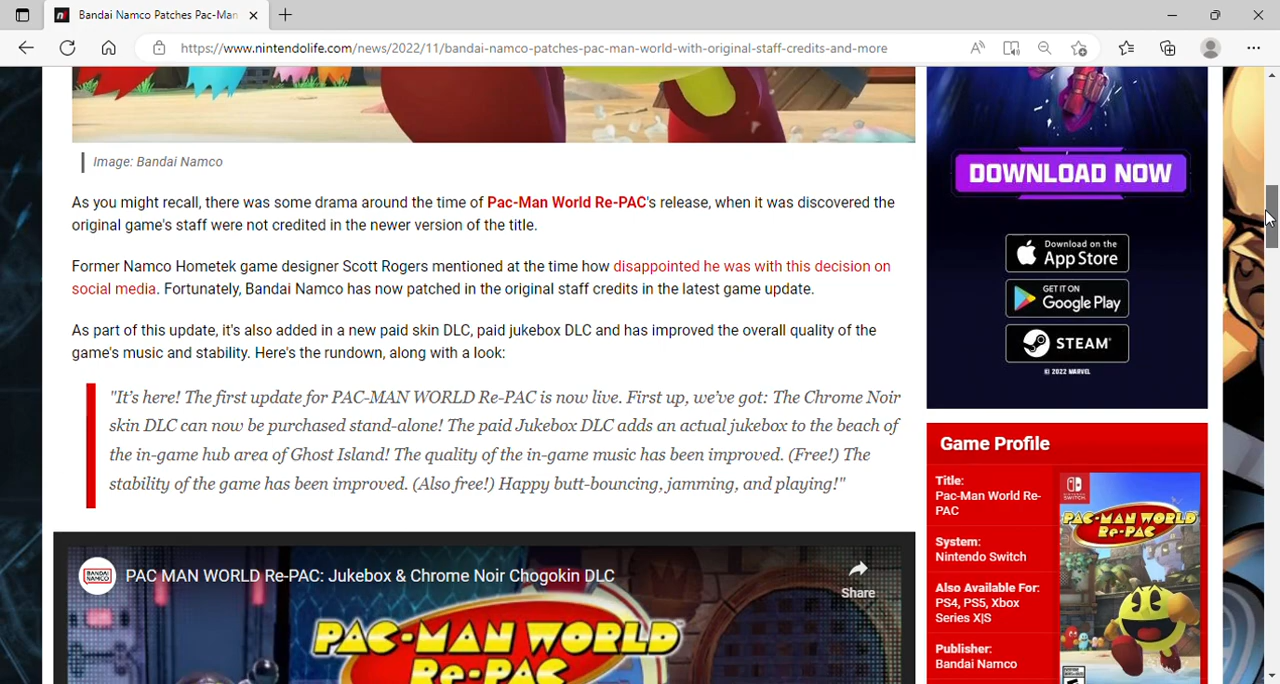 Bandai Namco Patches Pac-Man
https://www.nintendolife.com/news/2022/11/bandai-namco-patches-pac-man-world-with-original-staff-credits-and-more
Image: Bandai Namco
As you might recall, there was some drama around the time of Pac-Man World Re-PAC's release, when it was discovered the
original game's staff were not credited in the newer version of the title.
Former Namco Hometek game designer Scott Rogers mentioned at the time how disappointed he was with this decision on
social media. Fortunately, Bandai Namco has now patched in the original staff credits in the latest game update.
As part of this update, it's also added in a new paid skin DLC, paid jukebox DLC and has improved the overall quality of the
game's music and stability. Here's the rundown, along with a look:
"It's here! The first update for PAC-MAN WORLD Re-PAC is now live. First up, we've got: The Chrome Noir
skin DLC can now be purchased stand-alone! The paid Jukebox DLC adds an actual jukebox to the beach of
the in-game hub area of Ghost Island! The quality of the in-game music has been improved. (Free!) The
stability of the game has been improved. (Also free!) Happy butt-bouncing, jamming, and playing!"
BANDAI
NAMCO
PAC MAN WORLD Re-PAC: Jukebox & Chrome Noir Chogokin DLC
Share
PAC-MAN WORLD
Re-PAC
DOWNLOAD NOW
Download on the
App Store
GET IT ON
Google Play
STEAM
© 2022 MARVEL
Game Profile
Title:
Pac-Man World Re-
PAC
System:
Nintendo Switch
Also Available For:
PS4, PS5, Xbox
Series X|S
Publisher:
Bandai Namco
NINTENDO
SWITCH
PAC-MAN WORLD
Re-PAC